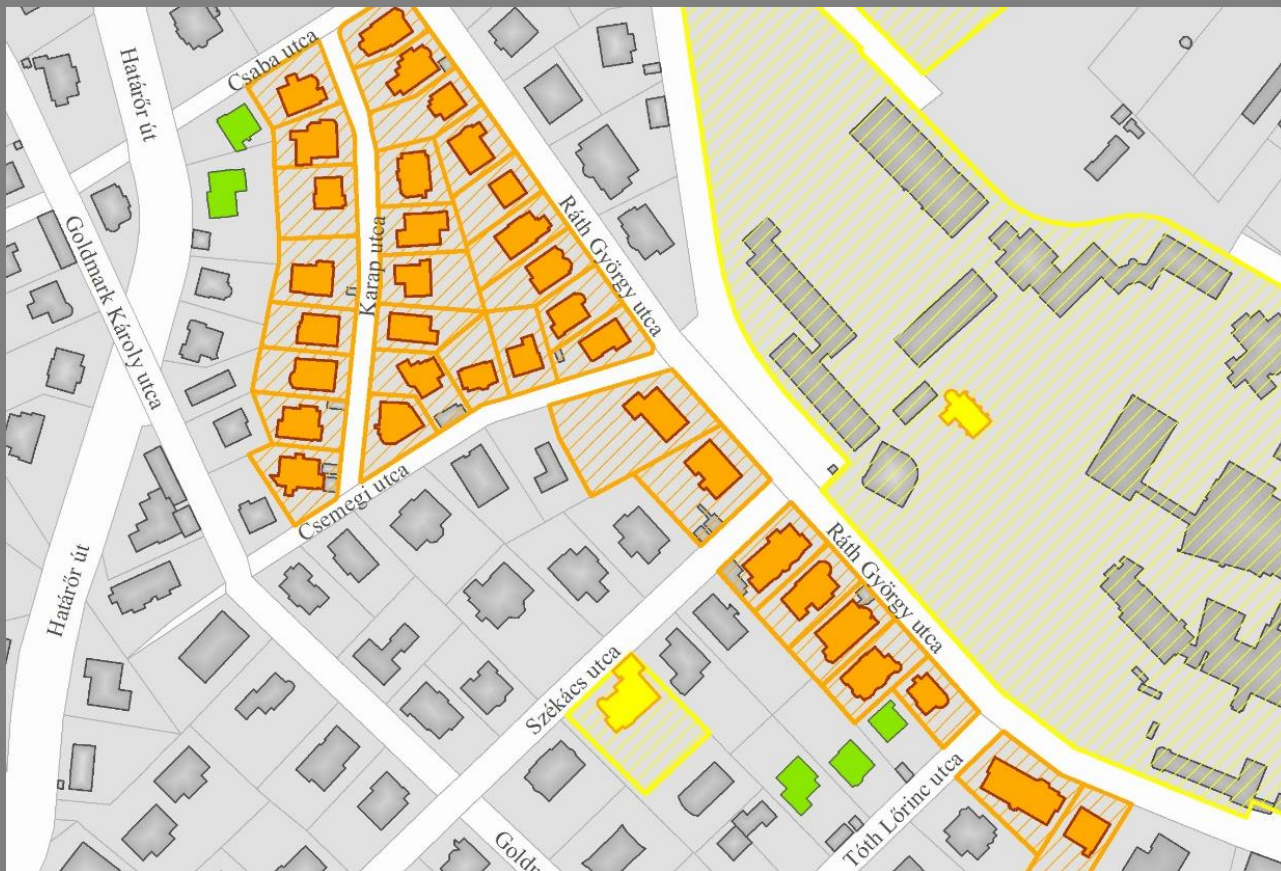 Csaba utca
Határőr út
Goldmark Károly utca
Karap utca
Ráth György utca
Csemegi utca
Határőr út
Ráth György utca
Székács utca
Tóth Lőrinc utca
Goldm